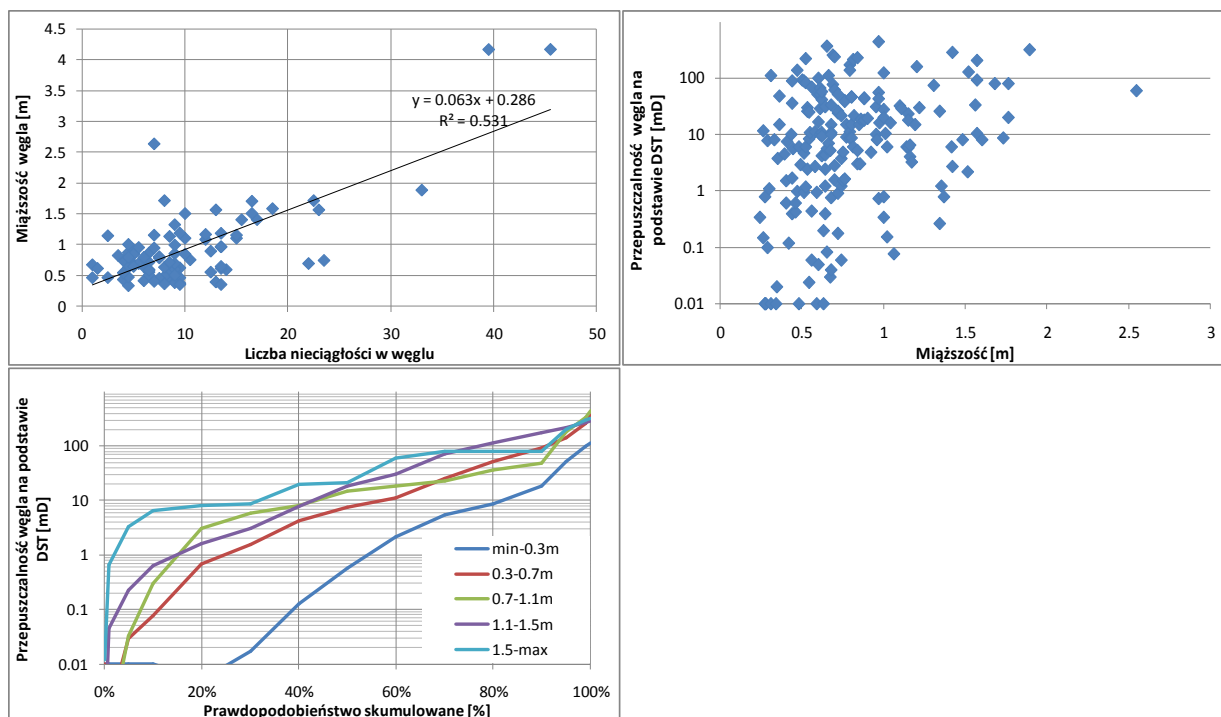 Miąższość węgla [m]
4.5
4
3.5
3
2.5
2
1.5
1
0.5
0
y = 0.063x + 0.286
R² = 0.531
0 10 20 30 40 50
Liczba nieciągłości w węglu
Przepuszczalność węgla na
podstawie DST [mD]
100
10
1
0.1
0.01
0 0.5 1 1.5 2 2.5 3
Miąższość [m]
Przepuszczalność węgla na podstawie
DST [mD]
100
10
1
0.1
0.01
min-0.3m
0.3-0.7m
0.7-1.1m
1.1-1.5m
1.5-max
0% 20% 40% 60% 80% 100%
Prawdopodobieństwo skumulowane [%]